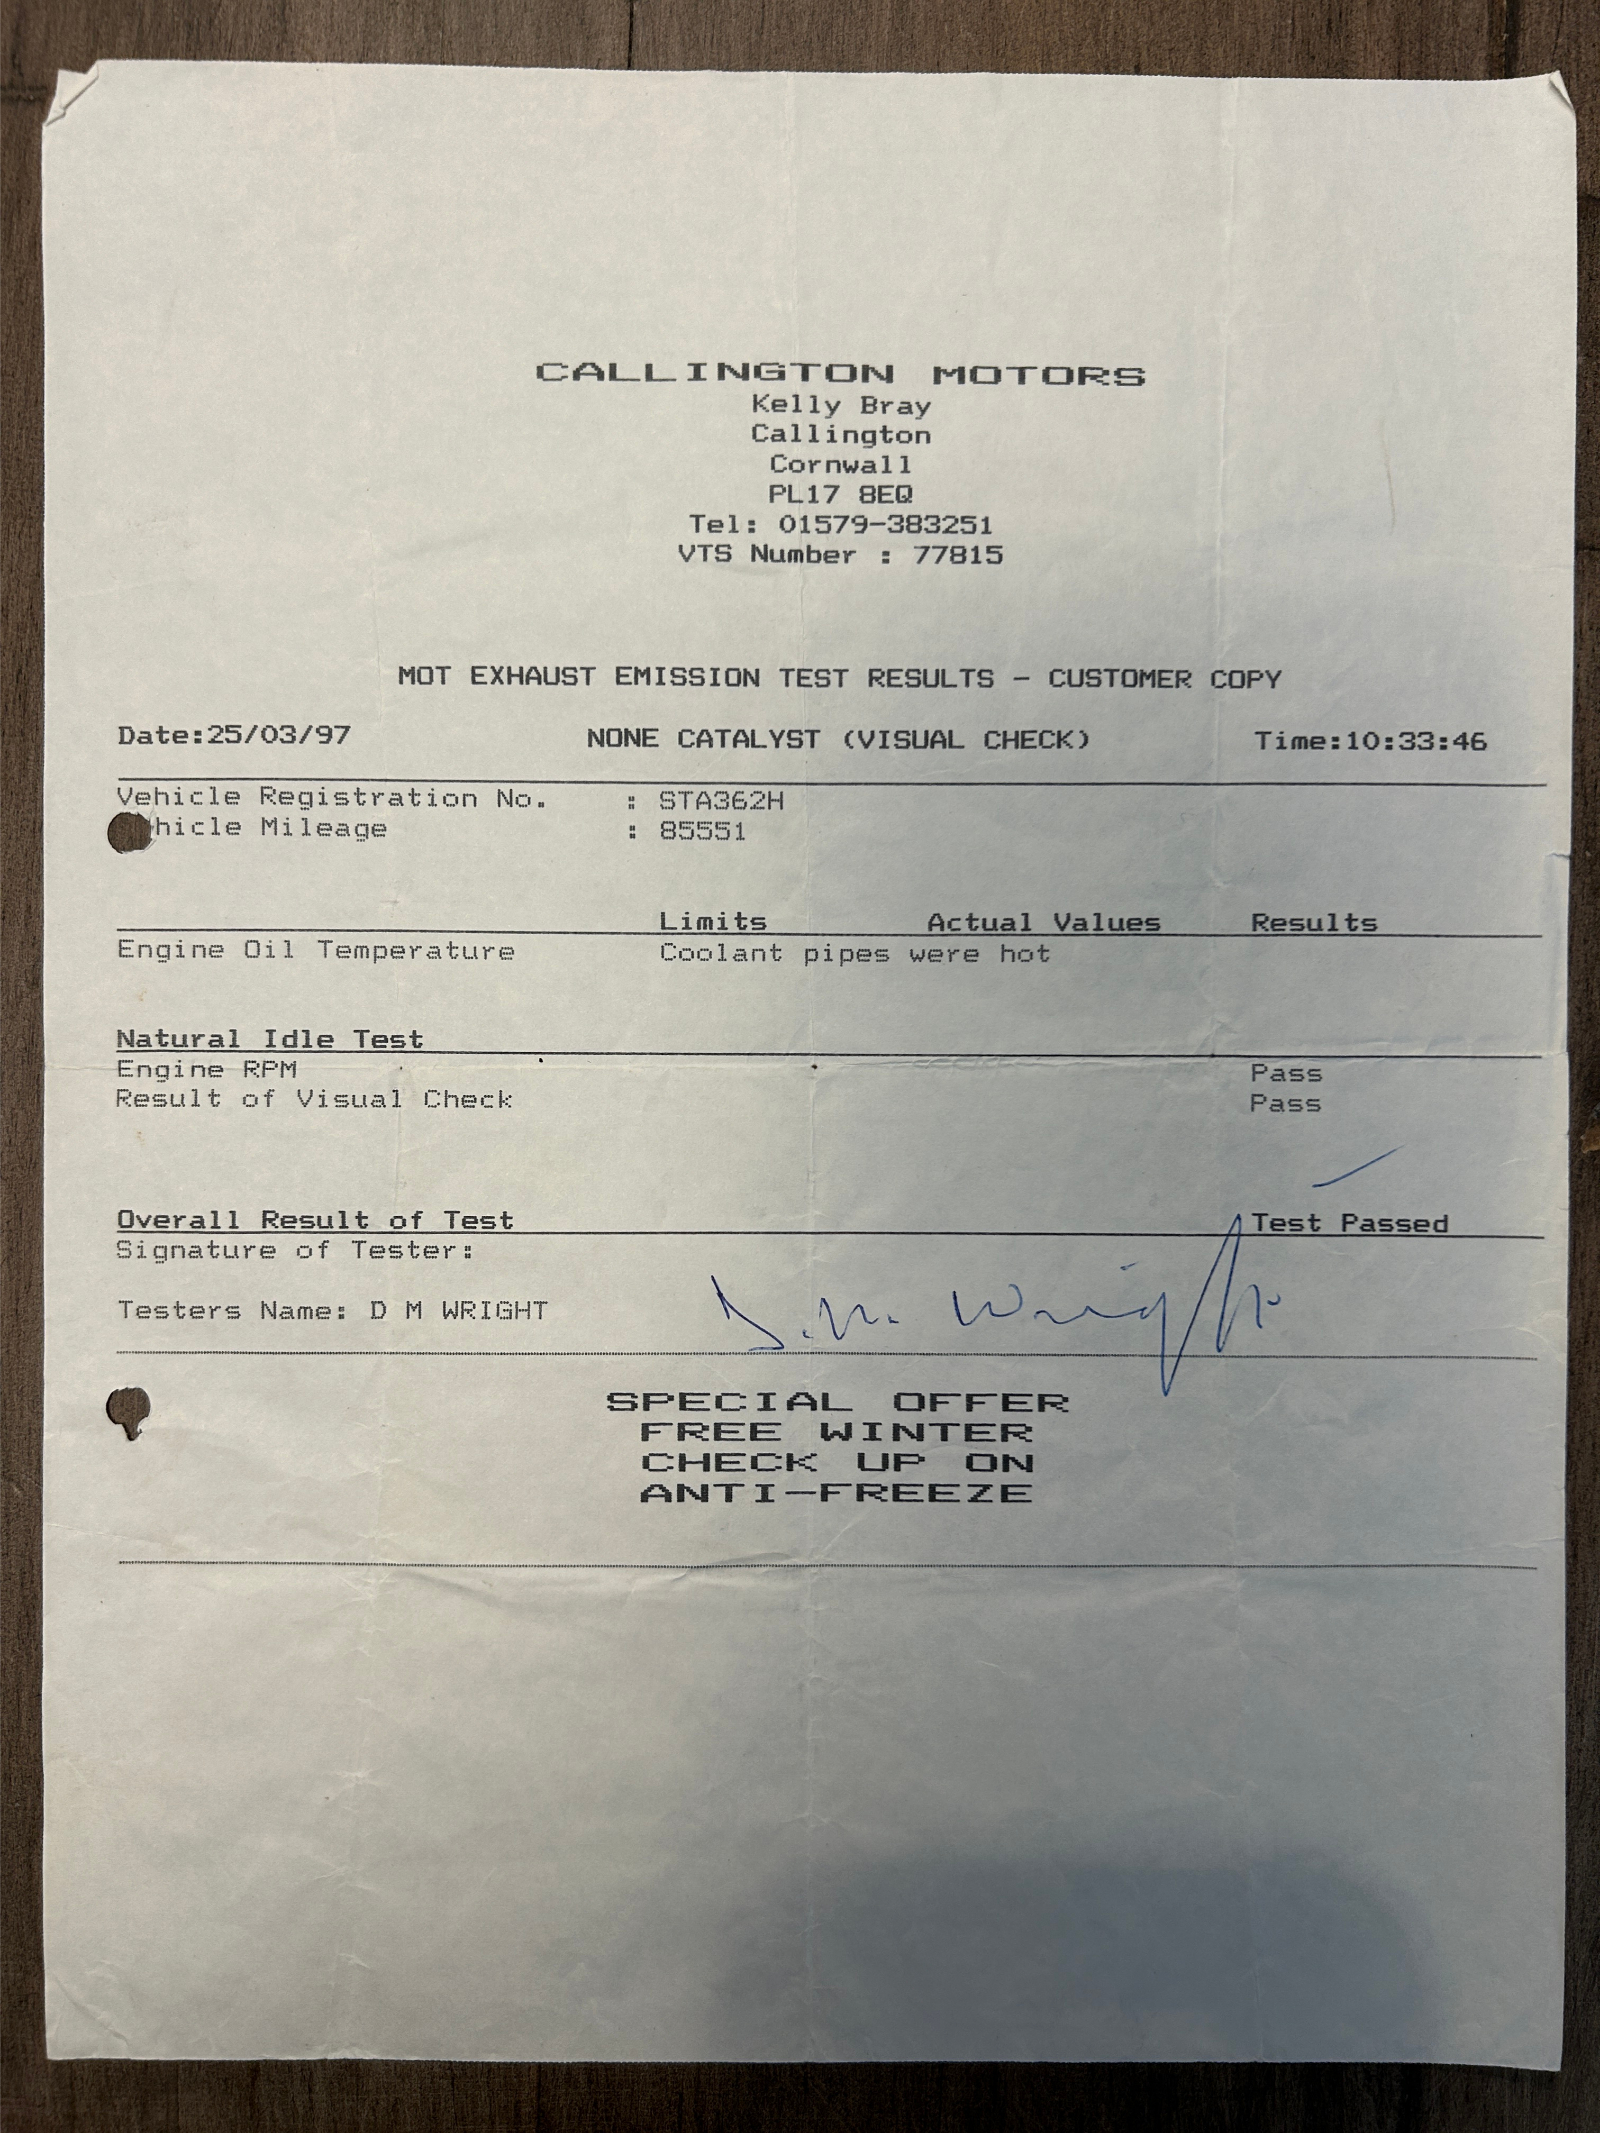 CALLINGTON MOTORS
Kelly Bray
Callington
Cornwall
PL17 8EQ
Tel: 01579-383251
VTS Number : 77815
MOT EXHAUST EMISSION TEST RESULTS - CUSTOMER COPY
Date:25/03/97 NONE CATALYST (VISUAL CHECK) Time:10:33:46
Vehicle Registration No. : STA362H
hicle Mileage : 85551
Limits Actual Values Results
Engine Oil Temperature Coolant pipes were hot
Natural Idle Test
Engine RPM Pass
Result of Visual Check Pass
Overall Result of Test Test Passed
Signature of Tester:
Testers Name: D M WRIGHT D.M. Wright
SPECIAL OFFER
FREE WINTER
CHECK UP ON
ANTI-FREEZE